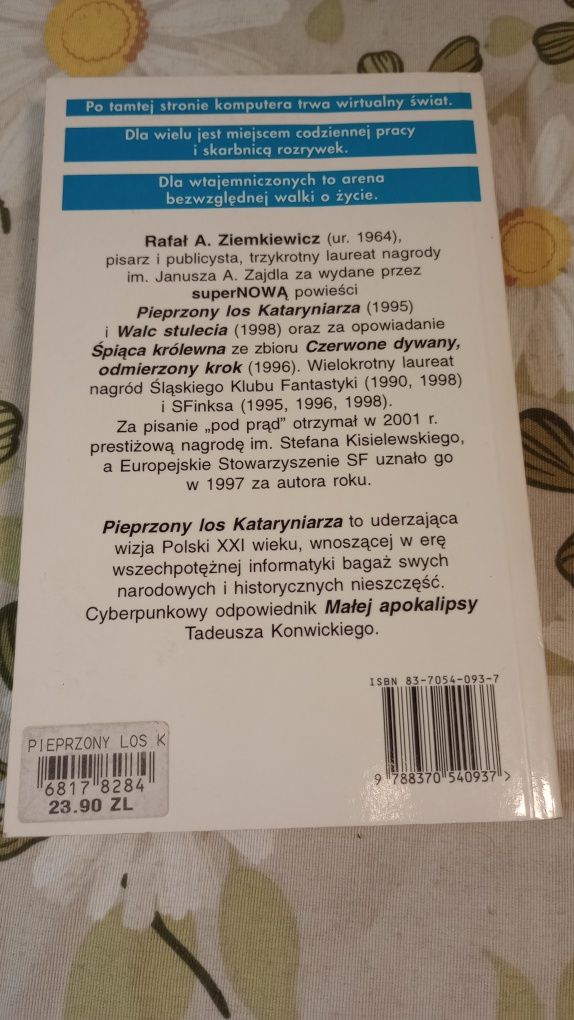 Po tamtej stronie komputera trwa wirtualny świat.
Dla wielu jest miejscem codziennej pracy
i skarbnicą rozrywek.
Dla wtajemniczonych to arena
bezwzględnej walki o życie.
Rafał A. Ziemkiewicz (ur. 1964),
pisarz i publicysta, trzykrotny laureat nagrody
im. Janusza A. Zajdla za wydane przez
superNOWĄ powieści
Pieprzony los Kataryniarza (1995)
i Walc stulecia (1998) oraz za opowiadanie
Śpiąca królewna ze zbioru Czerwone dywany,
odmierzony krok (1996). Wielokrotny laureat
nagród Śląskiego Klubu Fantastyki (1990, 1998)
i SFinksa (1995, 1996, 1998).
Za pisanie „pod prąd” otrzymał w 2001 r.
prestiżową nagrodę im. Stefana Kisielewskiego,
a Europejskie Stowarzyszenie SF uznało go
w 1997 za autora roku.
Pieprzony los Kataryniarza to uderzająca
wizja Polski XXI wieku, wnoszącej w erę
wszechpotężnej informatyki bagaż swych
narodowych i historycznych nieszczęść.
Cyberpunkowy odpowiednik Małej apokalipsy
Tadeusza Konwickiego.
ISBN 83-7054-093-7
9 788370 540937 >
PIEPRZONY LOS K
6817 8284
23.90 ZL